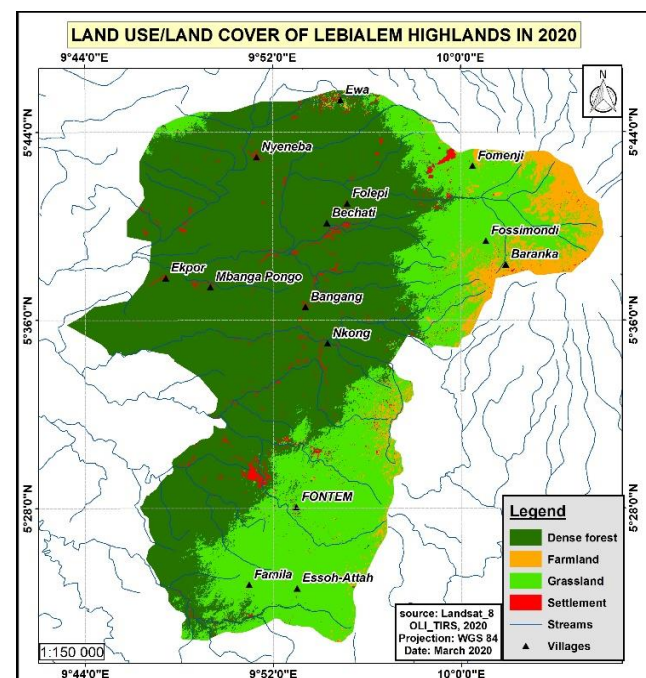 LAND USE/LAND COVER OF LEBIALEM HIGHLANDS IN 2020
9°44'0"E
9°52'0"E
10°0'0"E
N
Ewa
5°44'0"N
5°44'0"N
Nyeneba
Fomenji
Folepi
Bechati
Fossimondi
Baranka
Ekpor
Mbanga Pongo
Bangang
5°36'0"N
5°36'0"N
Nkong
5°28'0"N
5°28'0"N
FONTEM
Famila
Essoh-Attah
Legend
Dense forest
Farmland
Grassland
Settlement
Streams
Villages
source: Landsat_8
OLI_TIRS, 2020
Projection: WGS 84
Date: March 2020
1:150 000
9°44'0"E
9°52'0"E
10°0'0"E